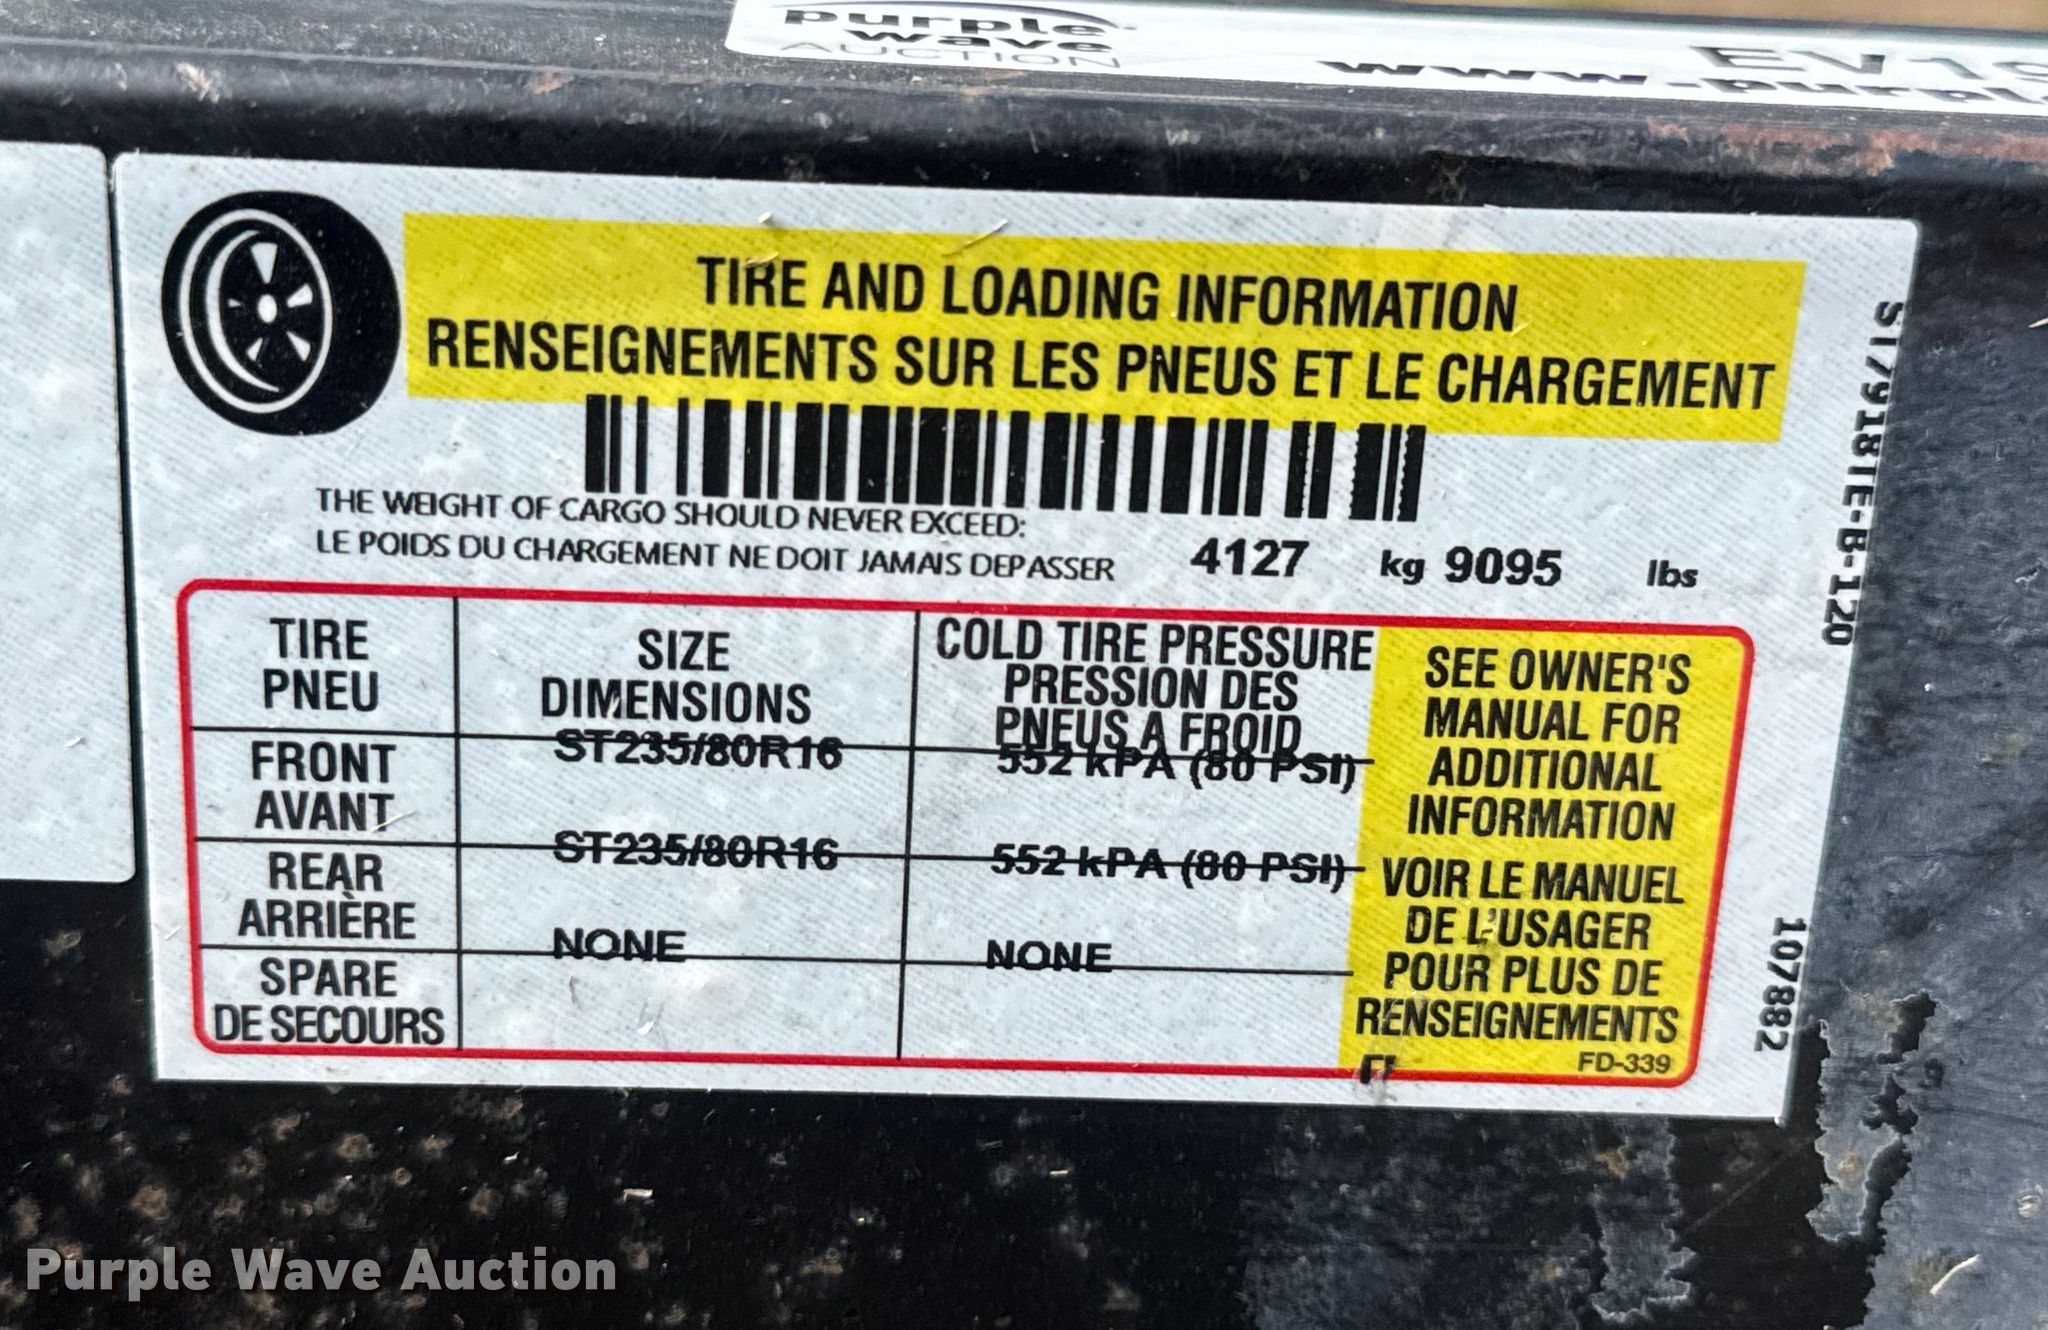 purple wave
AUCTION
EV19
www.purpl
TIRE AND LOADING INFORMATION
RENSEIGNEMENTS SUR LES PNEUS ET LE CHARGEMENT
THE WEIGHT OF CARGO SHOULD NEVER EXCEED:
LE POIDS DU CHARGEMENT NE DOIT JAMAIS DEPASSER 4127 kg 9095 lbs
TIRE
PNEU
SIZE
DIMENSIONS
COLD TIRE PRESSURE
PRESSION DES
PNEUS A FROID
FRONT
AVANT
ST235/80R16
552 kPA (80 PSI)
REAR
ARRIÈRE
ST235/80R16
552 kPA (80 PSI)
SPARE
DE SECOURS
NONE
NONE
SEE OWNER'S
MANUAL FOR
ADDITIONAL
INFORMATION
VOIR LE MANUEL
DE L'USAGER
POUR PLUS DE
RENSEIGNEMENTS
FD-339
107882
Purple Wave Auction